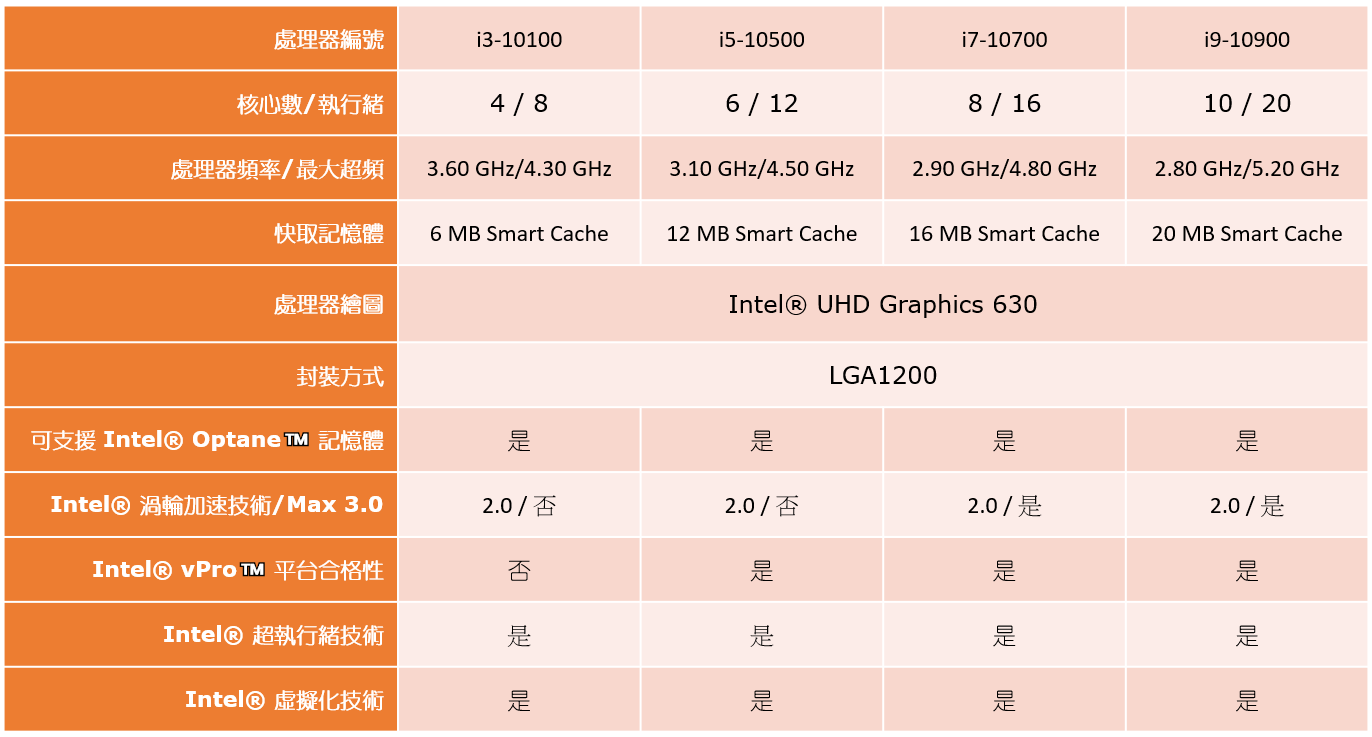 處理器編號 i3-10100 i5-10500 i7-10700 i9-10900
核心數/執行緒 4 / 8 6 / 12 8 / 16 10 / 20
處理器頻率/最大超頻 3.60 GHz/4.30 GHz 3.10 GHz/4.50 GHz 2.90 GHz/4.80 GHz 2.80 GHz/5.20 GHz
快取記憶體 6 MB Smart Cache 12 MB Smart Cache 16 MB Smart Cache 20 MB Smart Cache
處理器繪圖 Intel® UHD Graphics 630
封裝方式 LGA1200
可支援 Intel® Optane™ 記憶體 是 是 是 是
Intel® 渦輪加速技術/Max 3.0 2.0 / 否 2.0 / 否 2.0 / 是 2.0 / 是
Intel® vPro™ 平台合格性 否 是 是 是
Intel® 超執行緒技術 是 是 是 是
Intel® 虛擬化技術 是 是 是 是